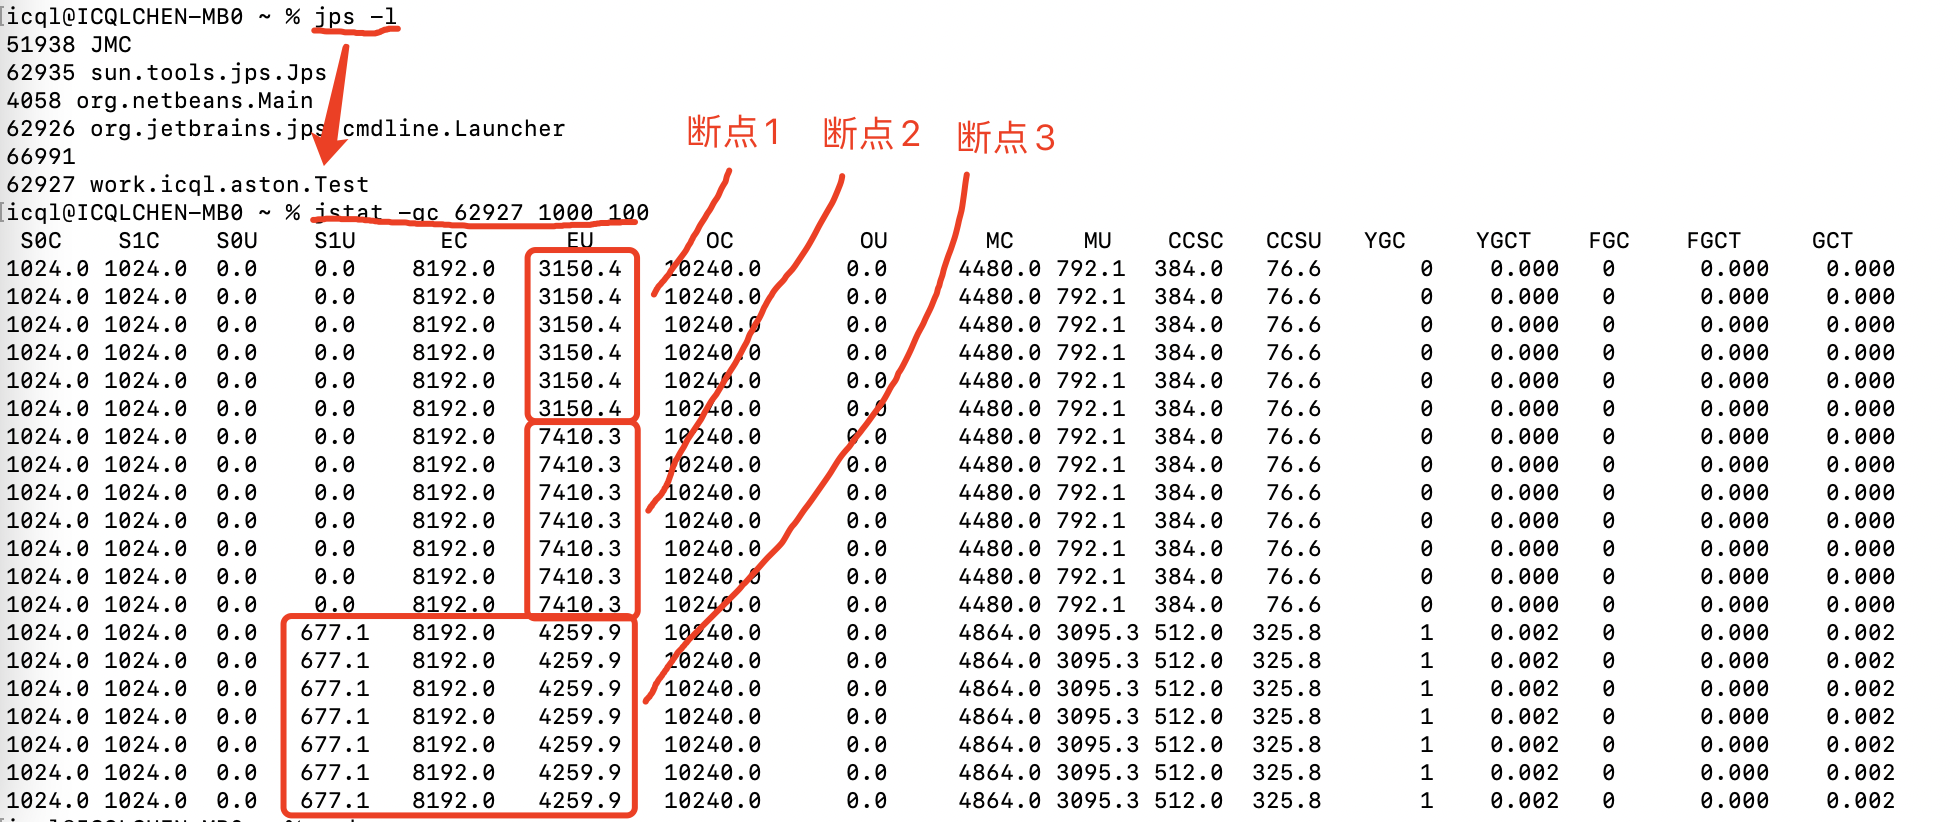 icql@ICQLCHEN-MB0 ~ % jps -l
51938 JMC
62935 sun.tools.jps.Jps
4058 org.netbeans.Main
62926 org.jetbrains.jps.cmdline.Launcher
66991
62927 work.icql.aston.Test
断点1 断点2 断点3
icql@ICQLCHEN-MB0 ~ % jstat -gc 62927 1000 100
S0C S1C S0U S1U EC EU OC OU MC MU CCSC CCSU YGC YGCT FGC FGCT GCT
1024.0 1024.0 0.0 0.0 8192.0 3150.4 10240.0 0.0 4480.0 792.1 384.0 76.6 0 0.000 0 0.000 0.000
1024.0 1024.0 0.0 0.0 8192.0 3150.4 10240.0 0.0 4480.0 792.1 384.0 76.6 0 0.000 0 0.000 0.000
1024.0 1024.0 0.0 0.0 8192.0 3150.4 10240.0 0.0 4480.0 792.1 384.0 76.6 0 0.000 0 0.000 0.000
1024.0 1024.0 0.0 0.0 8192.0 3150.4 10240.0 0.0 4480.0 792.1 384.0 76.6 0 0.000 0 0.000 0.000
1024.0 1024.0 0.0 0.0 8192.0 3150.4 10240.0 0.0 4480.0 792.1 384.0 76.6 0 0.000 0 0.000 0.000
1024.0 1024.0 0.0 0.0 8192.0 3150.4 10240.0 0.0 4480.0 792.1 384.0 76.6 0 0.000 0 0.000 0.000
1024.0 1024.0 0.0 0.0 8192.0 7410.3 10240.0 0.0 4480.0 792.1 384.0 76.6 0 0.000 0 0.000 0.000
1024.0 1024.0 0.0 0.0 8192.0 7410.3 10240.0 0.0 4480.0 792.1 384.0 76.6 0 0.000 0 0.000 0.000
1024.0 1024.0 0.0 0.0 8192.0 7410.3 10240.0 0.0 4480.0 792.1 384.0 76.6 0 0.000 0 0.000 0.000
1024.0 1024.0 0.0 0.0 8192.0 7410.3 10240.0 0.0 4480.0 792.1 384.0 76.6 0 0.000 0 0.000 0.000
1024.0 1024.0 0.0 0.0 8192.0 7410.3 10240.0 0.0 4480.0 792.1 384.0 76.6 0 0.000 0 0.000 0.000
1024.0 1024.0 0.0 0.0 8192.0 7410.3 10240.0 0.0 4480.0 792.1 384.0 76.6 0 0.000 0 0.000 0.000
1024.0 1024.0 0.0 0.0 8192.0 7410.3 10240.0 0.0 4480.0 792.1 384.0 76.6 0 0.000 0 0.000 0.000
1024.0 1024.0 0.0 677.1 8192.0 4259.9 10240.0 0.0 4864.0 3095.3 512.0 325.8 1 0.002 0 0.000 0.002
1024.0 1024.0 0.0 677.1 8192.0 4259.9 10240.0 0.0 4864.0 3095.3 512.0 325.8 1 0.002 0 0.000 0.002
1024.0 1024.0 0.0 677.1 8192.0 4259.9 10240.0 0.0 4864.0 3095.3 512.0 325.8 1 0.002 0 0.000 0.002
1024.0 1024.0 0.0 677.1 8192.0 4259.9 10240.0 0.0 4864.0 3095.3 512.0 325.8 1 0.002 0 0.000 0.002
1024.0 1024.0 0.0 677.1 8192.0 4259.9 10240.0 0.0 4864.0 3095.3 512.0 325.8 1 0.002 0 0.000 0.002
1024.0 1024.0 0.0 677.1 8192.0 4259.9 10240.0 0.0 4864.0 3095.3 512.0 325.8 1 0.002 0 0.000 0.002
1024.0 1024.0 0.0 677.1 8192.0 4259.9 10240.0 0.0 4864.0 3095.3 512.0 325.8 1 0.002 0 0.000 0.002